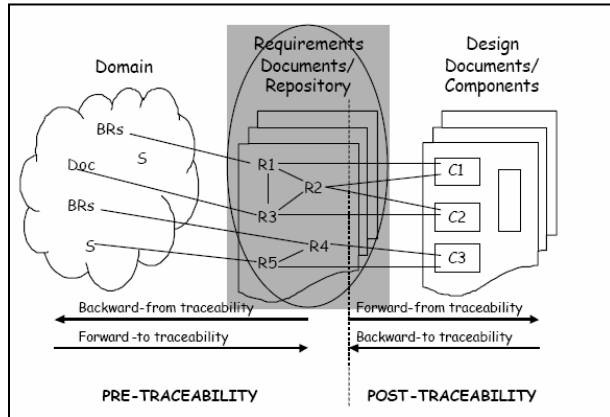 Domain
Requirements
Documents/
Repository
Design
Documents/
Components
BRs
S
Doc
BRs
S
R1
R2
R3
R4
R5
C1
C2
C3
Backward-from traceability
Forward-to traceability
Forward-from traceability
Backward-to traceability
PRE-TRACEABILITY
POST-TRACEABILITY